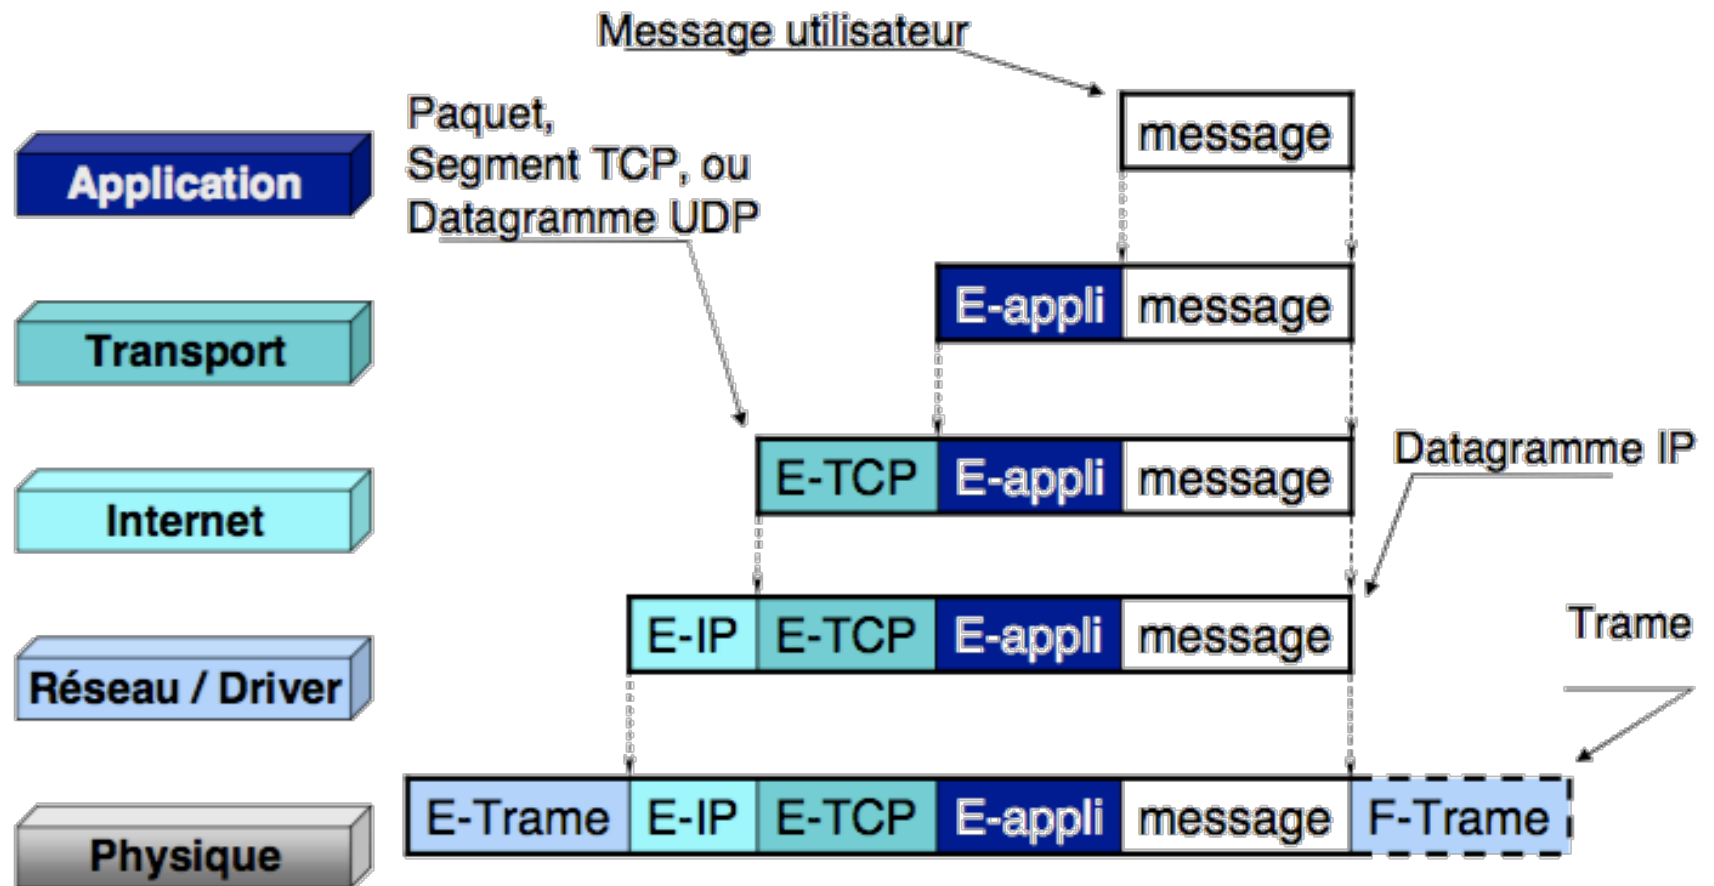 Message utilisateur
message
Paquet,
Segment TCP, ou
Datagramme UDP
Application
E-appli message
Transport
E-TCP E-appli message
Datagramme IP
Internet
E-IP E-TCP E-appli message
Trame
Réseau / Driver
E-Trame E-IP E-TCP E-appli message F-Trame
Physique